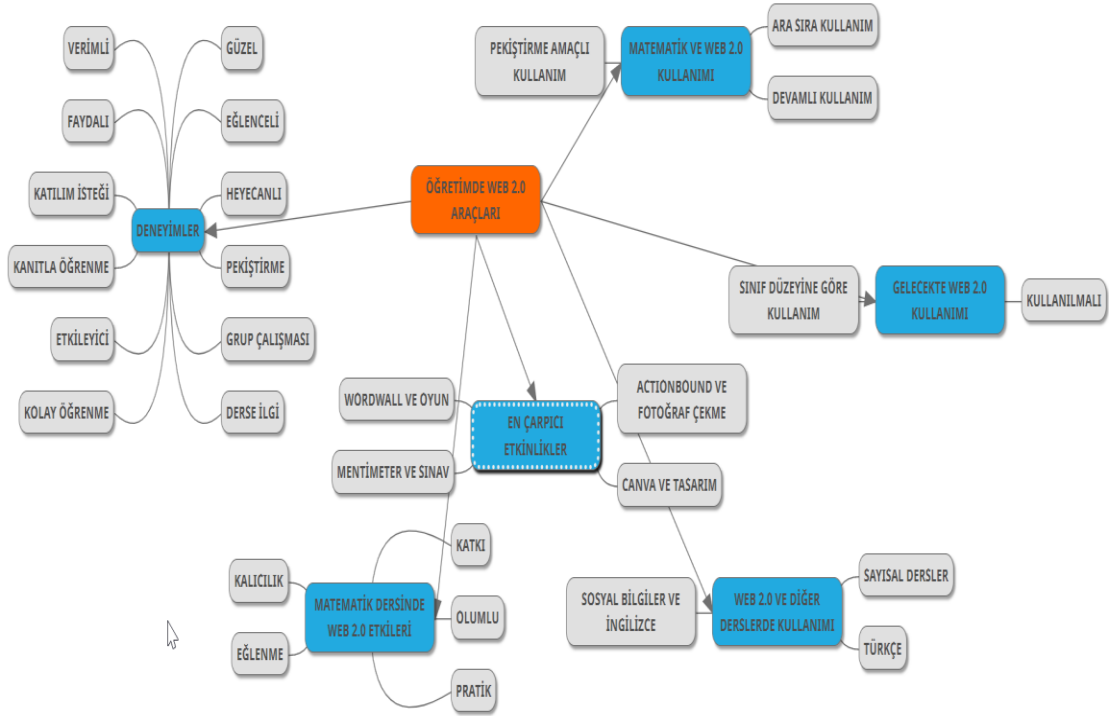 VERİMLİ
GÜZEL
FAYDALI
EĞLENCELİ
KATILIM İSTEĞİ
HEYECANLI
DENEYİMLER
KANITLA ÖĞRENME
PEKİŞTİRME
ETKİLEYİCİ
GRUP ÇALIŞMASI
KOLAY ÖĞRENME
DERSE İLGİ
PEKİŞTİRME AMAÇLI
KULLANIM
MATEMATİK VE WEB 2.0
KULLANIMI
ARA SIRA KULLANIM
DEVAMLI KULLANIM
ÖĞRETİMDE WEB 2.0
ARAÇLARI
SINIF DÜZEYİNE GÖRE
KULLANIM
GELECEKTE WEB 2.0
KULLANIMI
KULLANILMALI
WORDWALL VE OYUN
EN ÇARPICI
ETKİNLİKLER
ACTIONBOUND VE
FOTOĞRAF ÇEKME
MENTİMETER VE SINAV
CANVA VE TASARIM
KATKI
KALICILIK
MATEMATİK DERSİNDE
WEB 2.0 ETKİLERİ
OLUMLU
EĞLENME
PRATİK
SOSYAL BİLGİLER VE
İNGİLİZCE
WEB 2.0 VE DİĞER
DERSLERDE KULLANIMI
SAYISAL DERSLER
TÜRKÇE